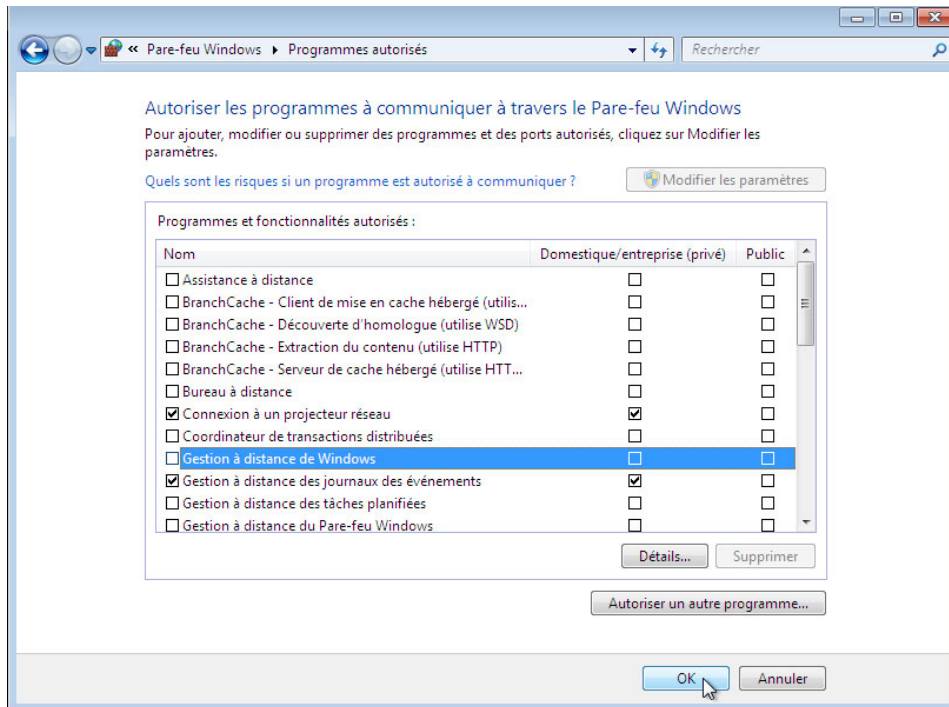 « Pare-feu Windows ▸ Programmes autorisés Rechercher
Autoriser les programmes à communiquer à travers le Pare-feu Windows
Pour ajouter, modifier ou supprimer des programmes et des ports autorisés, cliquez sur Modifier les
paramètres.
Quels sont les risques si un programme est autorisé à communiquer ? Modifier les paramètres
Programmes et fonctionnalités autorisés :
Nom Domestique/entreprise (privé) Public
Assistance à distance
BranchCache - Client de mise en cache hébergé (utilis...
BranchCache - Découverte d'homologue (utilise WSD)
BranchCache - Extraction du contenu (utilise HTTP)
BranchCache - Serveur de cache hébergé (utilise HTT...
Bureau à distance
Connexion à un projecteur réseau
Coordinateur de transactions distribuées
Gestion à distance de Windows
Gestion à distance des journaux des événements
Gestion à distance des tâches planifiées
Gestion à distance du Pare-feu Windows
Détails... Supprimer
Autoriser un autre programme...
OK Annuler